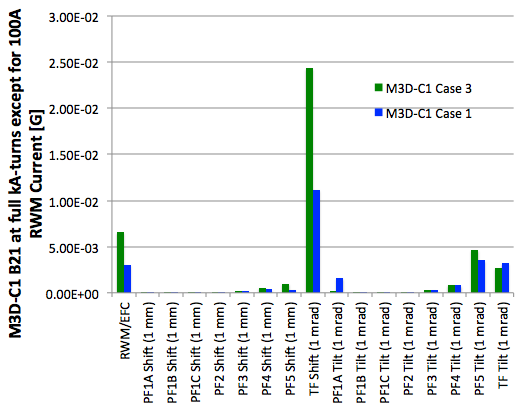 M3D-C1 B21 at full kA-turns except for 100A
RWM Current [G]
3.00E-02
2.50E-02
2.00E-02
1.50E-02
1.00E-02
5.00E-03
0.00E+00
M3D-C1 Case 3
M3D-C1 Case 1
RWM/EFC
PF1A Shift (1 mm)
PF1B Shift (1 mm)
PF1C Shift (1 mm)
PF2 Shift (1 mm)
PF3 Shift (1 mm)
PF4 Shift (1 mm)
PF5 Shift (1 mm)
TF Shift (1 mrad)
PF1A Tilt (1 mrad)
PF1B Tilt (1 mrad)
PF1C Tilt (1 mrad)
PF2 Tilt (1 mrad)
PF3 Tilt (1 mrad)
PF4 Tilt (1 mrad)
PF5 Tilt (1 mrad)
TF Tilt (1 mrad)